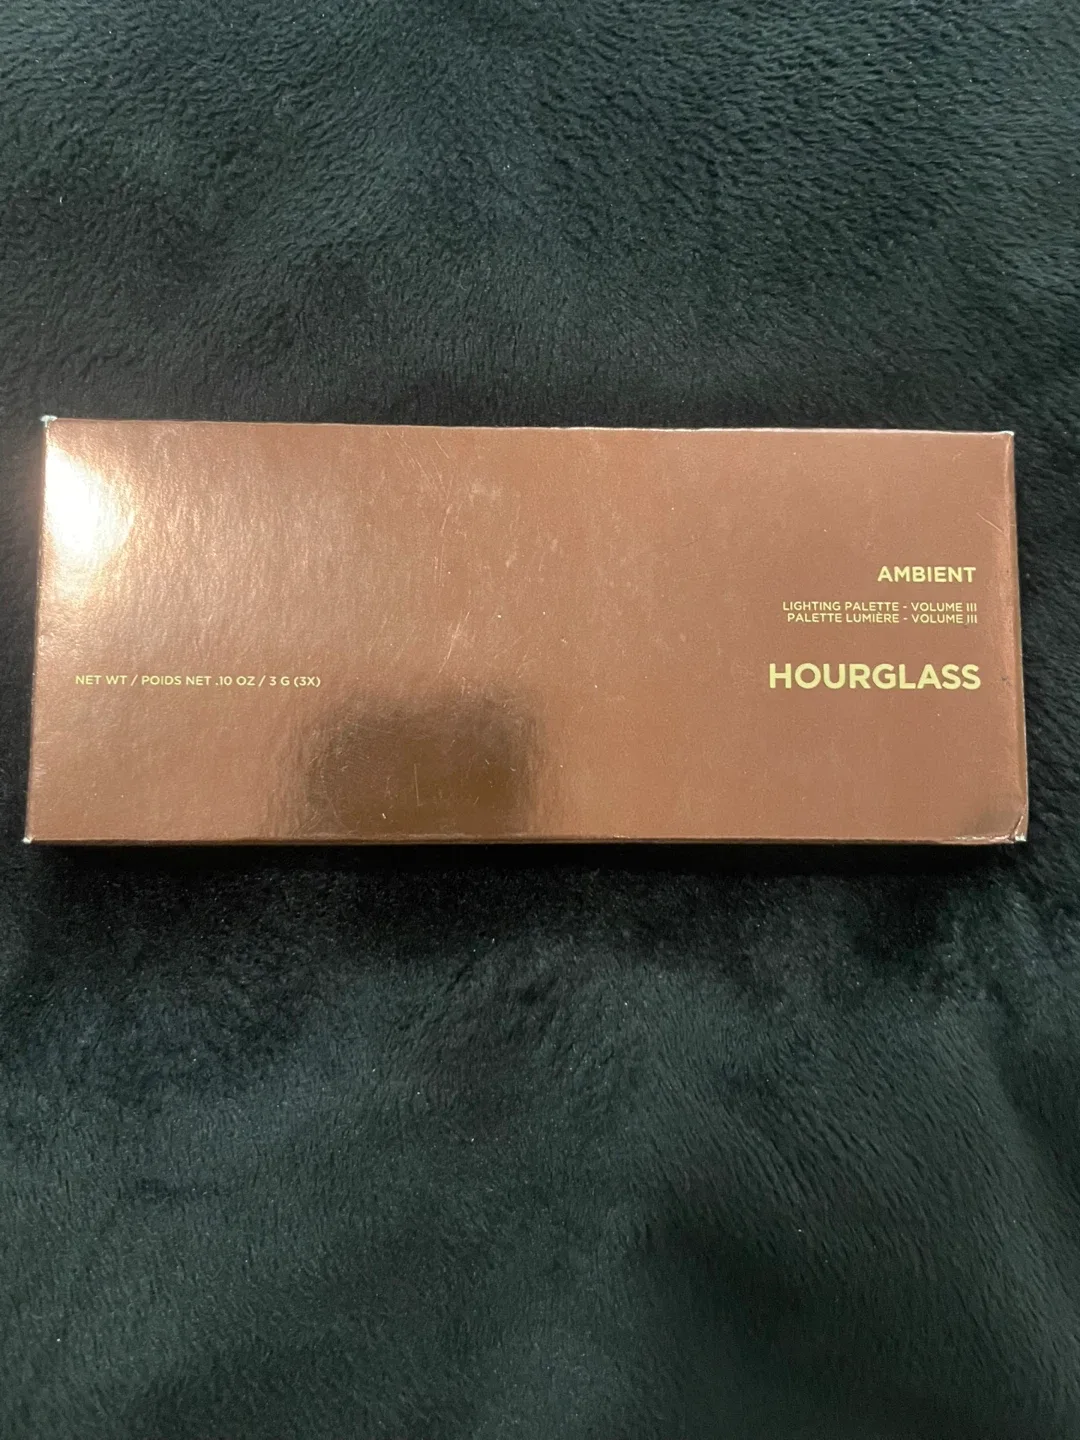 AMBIENT
LIGHTING PALETTE - VOLUME III
PALETTE LUMIÈRE - VOLUME III
HOURGLASS
NET WT / POIDS NET .10 OZ / 3 G (3X)